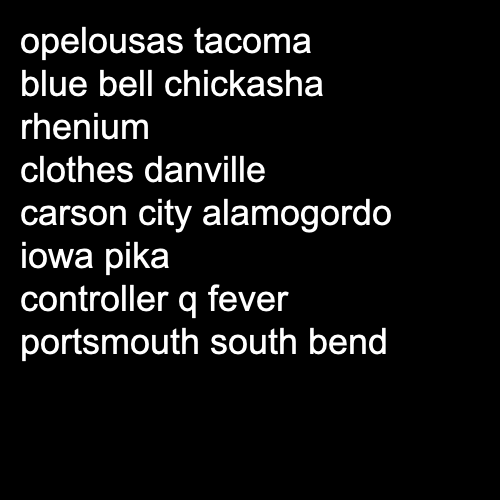 opelousas tacoma
blue bell chickasha
rhenium
clothes danville
carson city alamogordo
iowa pika
controller q fever
portsmouth south bend